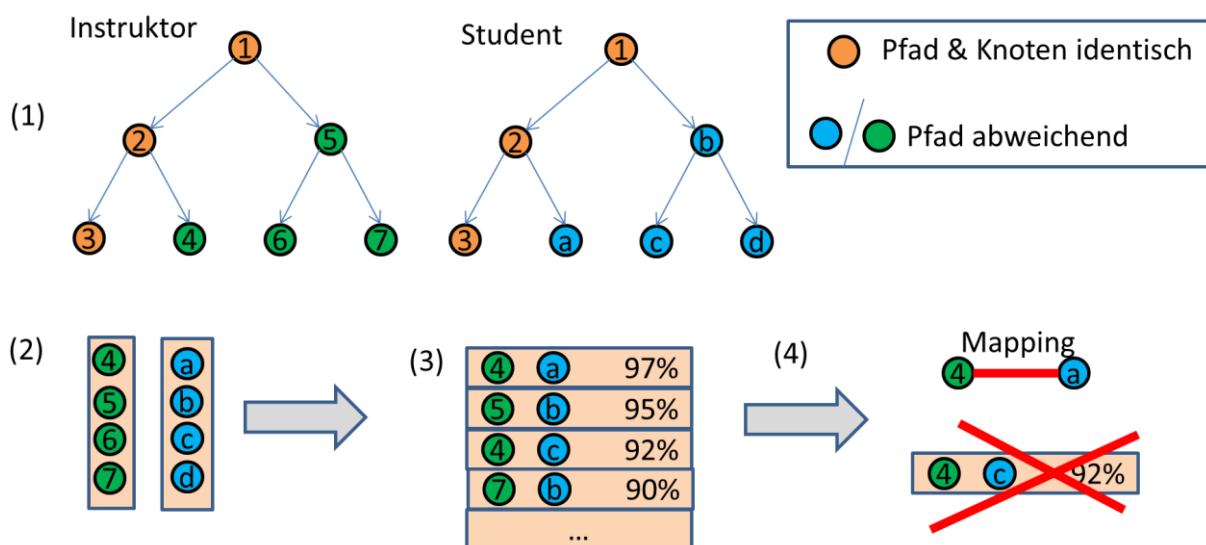 Instruktor
Student
1
1
Pfad & Knoten identisch
(1)
2
5
2
b
Pfad abweichend
3
4
6
7
3
a
c
d
(2)
(3)
(4)
Mapping
4
a
4 a 97%
4
a
5
b
5 b 95%
6
c
4 c 92%
4 c 92%
7
d
7 b 90%
...